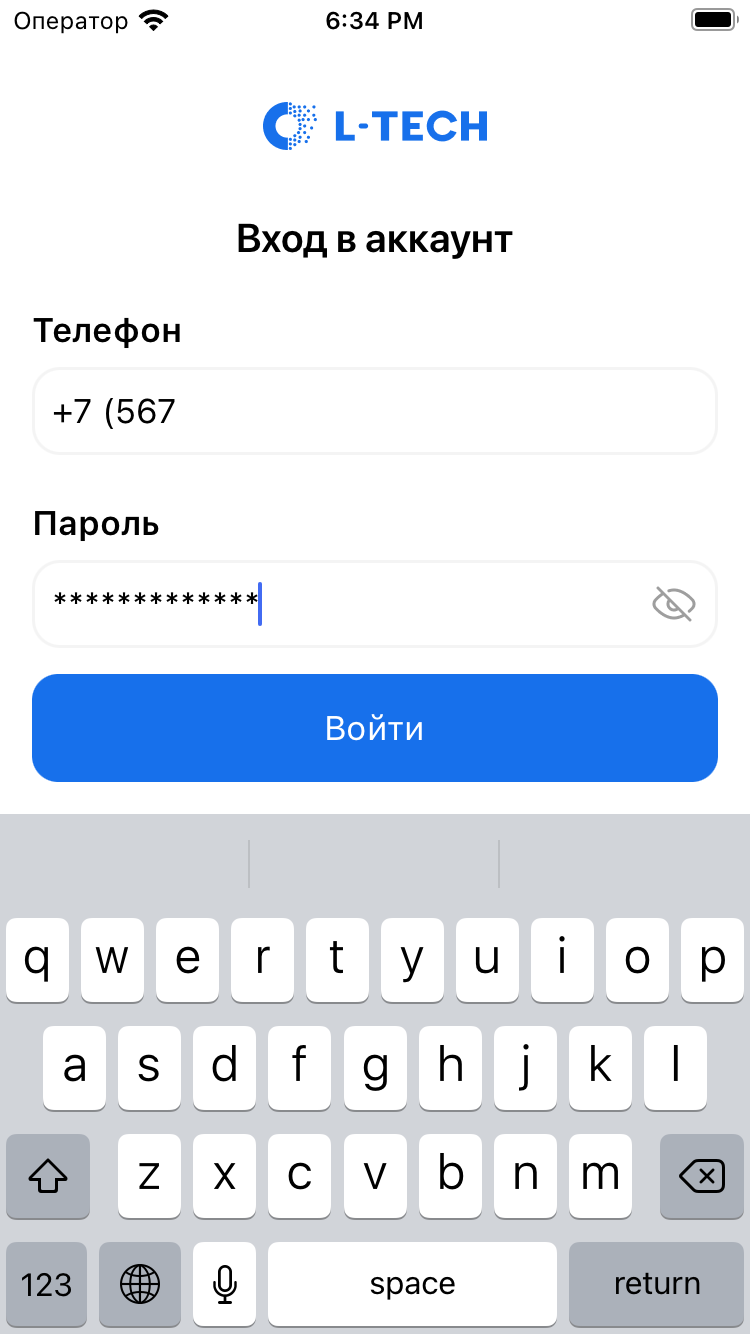 Оператор 6:34 PM
L-TECH
Вход в аккаунт
Телефон
+7 (567
Пароль
*************
Войти
q w e r t y u i o p
a s d f g h j k l
z x c v b n m
123 space return